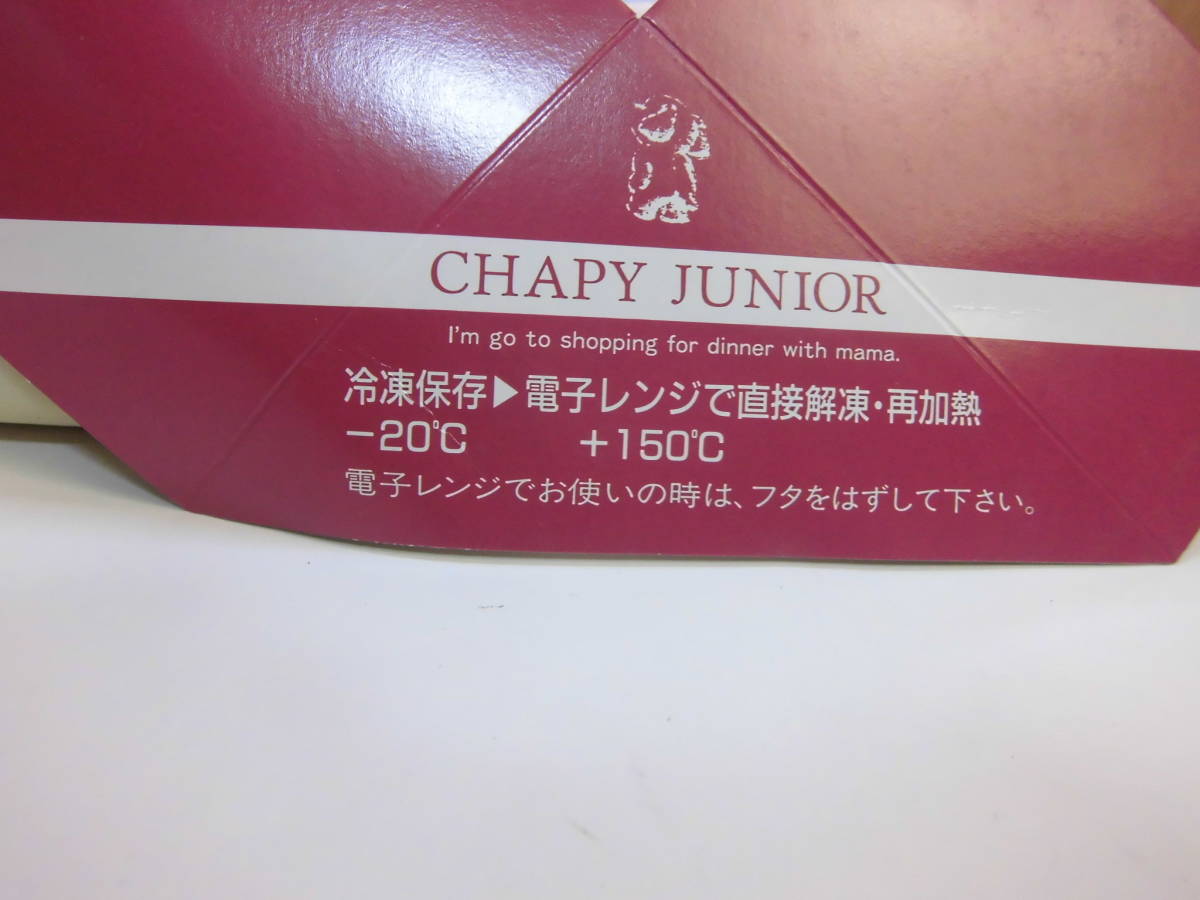 CHAPY JUNIOR
I'm go to shopping for dinner with mama.
冷凍保存▶電子レンジで直接解凍・再加熱
−20℃ +150℃
電子レンジでお使いの時は、フタをはずして下さい。